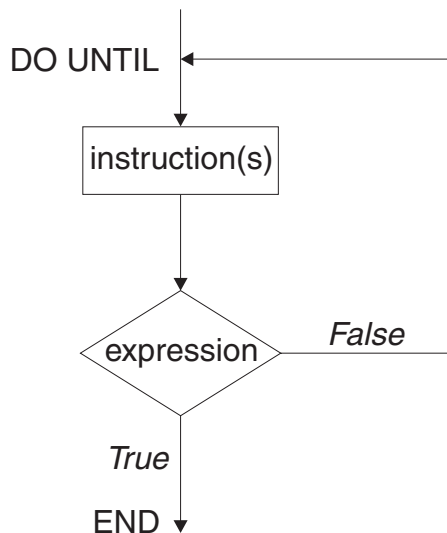 DO UNTIL
instruction(s)
expression
False
True
END